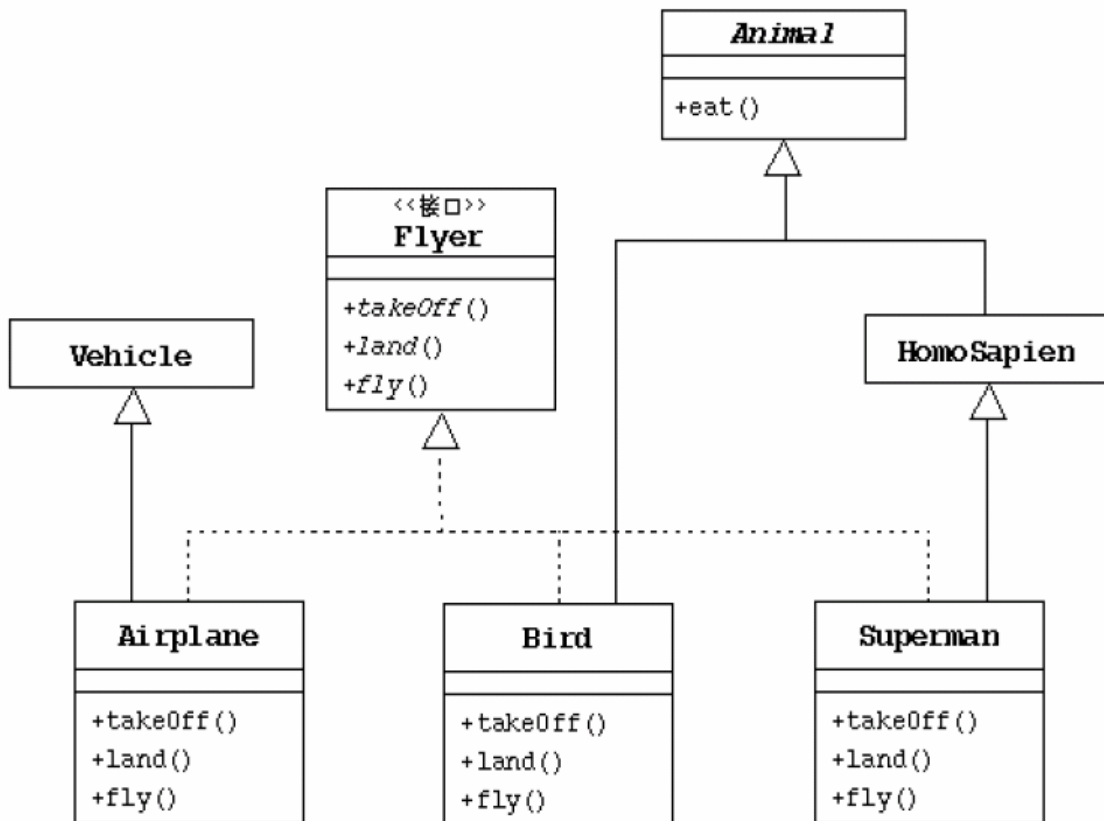 Animal
+eat()
<<接口>>
Flyer
+takeOff()
+land()
+fly()
Vehicle
HomoSapien
Airplane
+takeOff()
+land()
+fly()
Bird
+takeOff()
+land()
+fly()
Superman
+takeOff()
+land()
+fly()